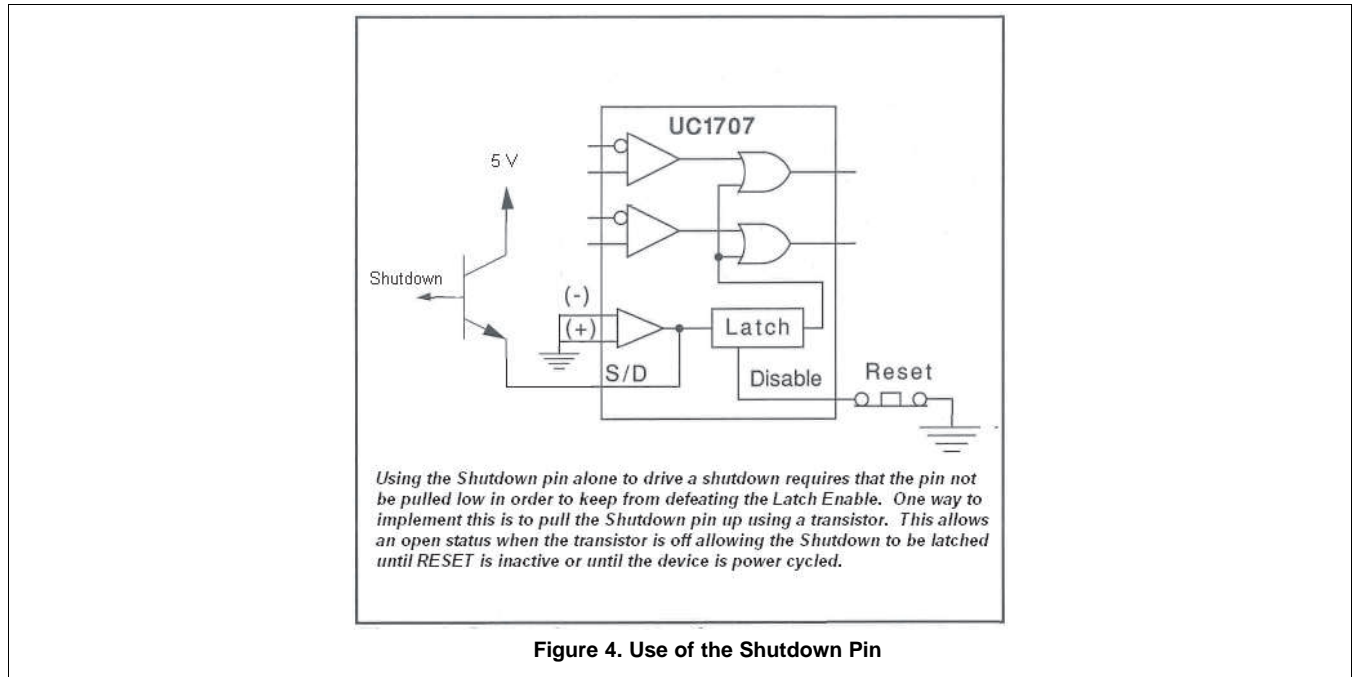 UC1707
5 V
Shutdown
(-)
(+)
Latch
S/D
Disable
Reset
Using the Shutdown pin alone to drive a shutdown requires that the pin not
be pulled low in order to keep from defeating the Latch Enable. One way to
implement this is to pull the Shutdown pin up using a transistor. This allows
an open status when the transistor is off allowing the Shutdown to be latched
until RESET is inactive or until the device is power cycled.
Figure 4. Use of the Shutdown Pin